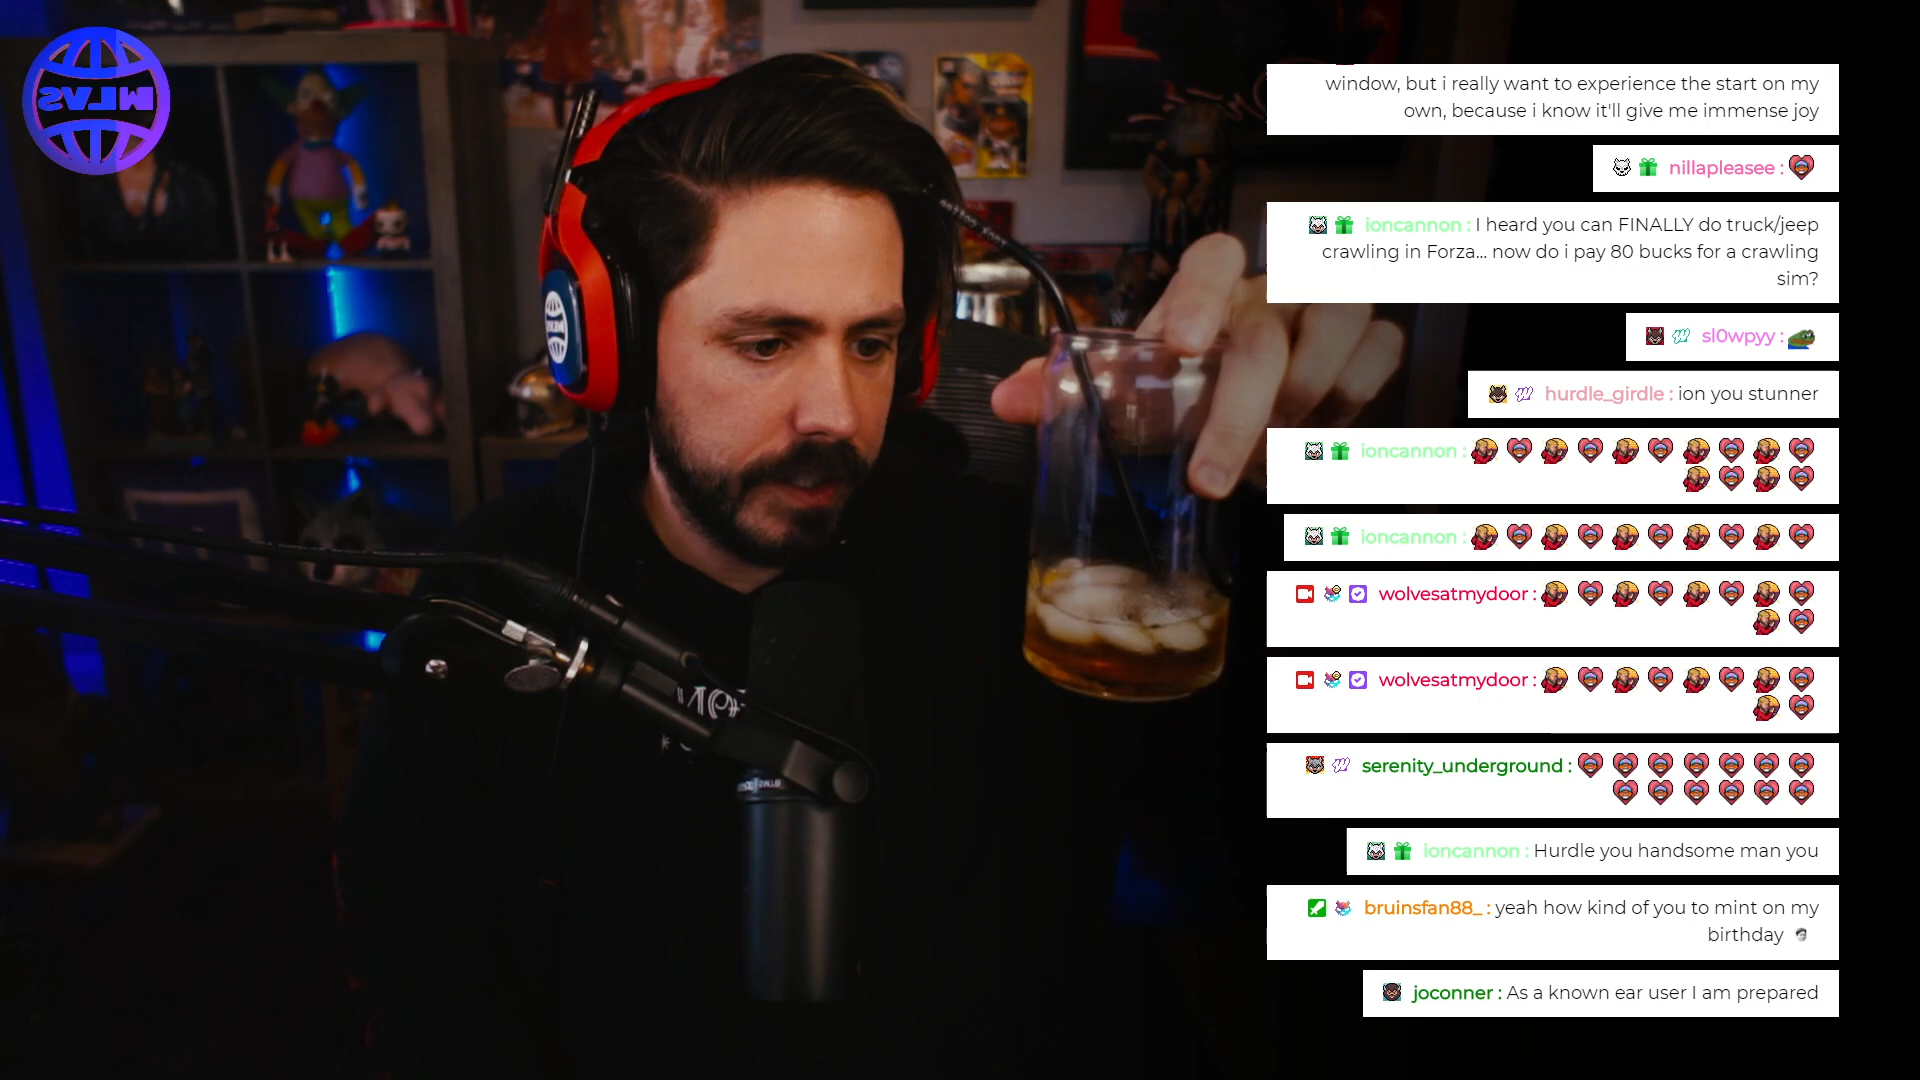 MLVS
window, but i really want to experience the start on my
own, because i know it'll give me immense joy
nillapleasee :
ioncannon : I heard you can FINALLY do truck/jeep
crawling in Forza... now do i pay 80 bucks for a crawling
sim?
sl0wpyy :
hurdle_girdle : ion you stunner
ioncannon :
ioncannon :
wolvesatmydoor :
wolvesatmydoor :
serenity_underground :
ioncannon : Hurdle you handsome man you
bruinsfan88_ : yeah how kind of you to mint on my
birthday
joconner : As a known ear user I am prepared